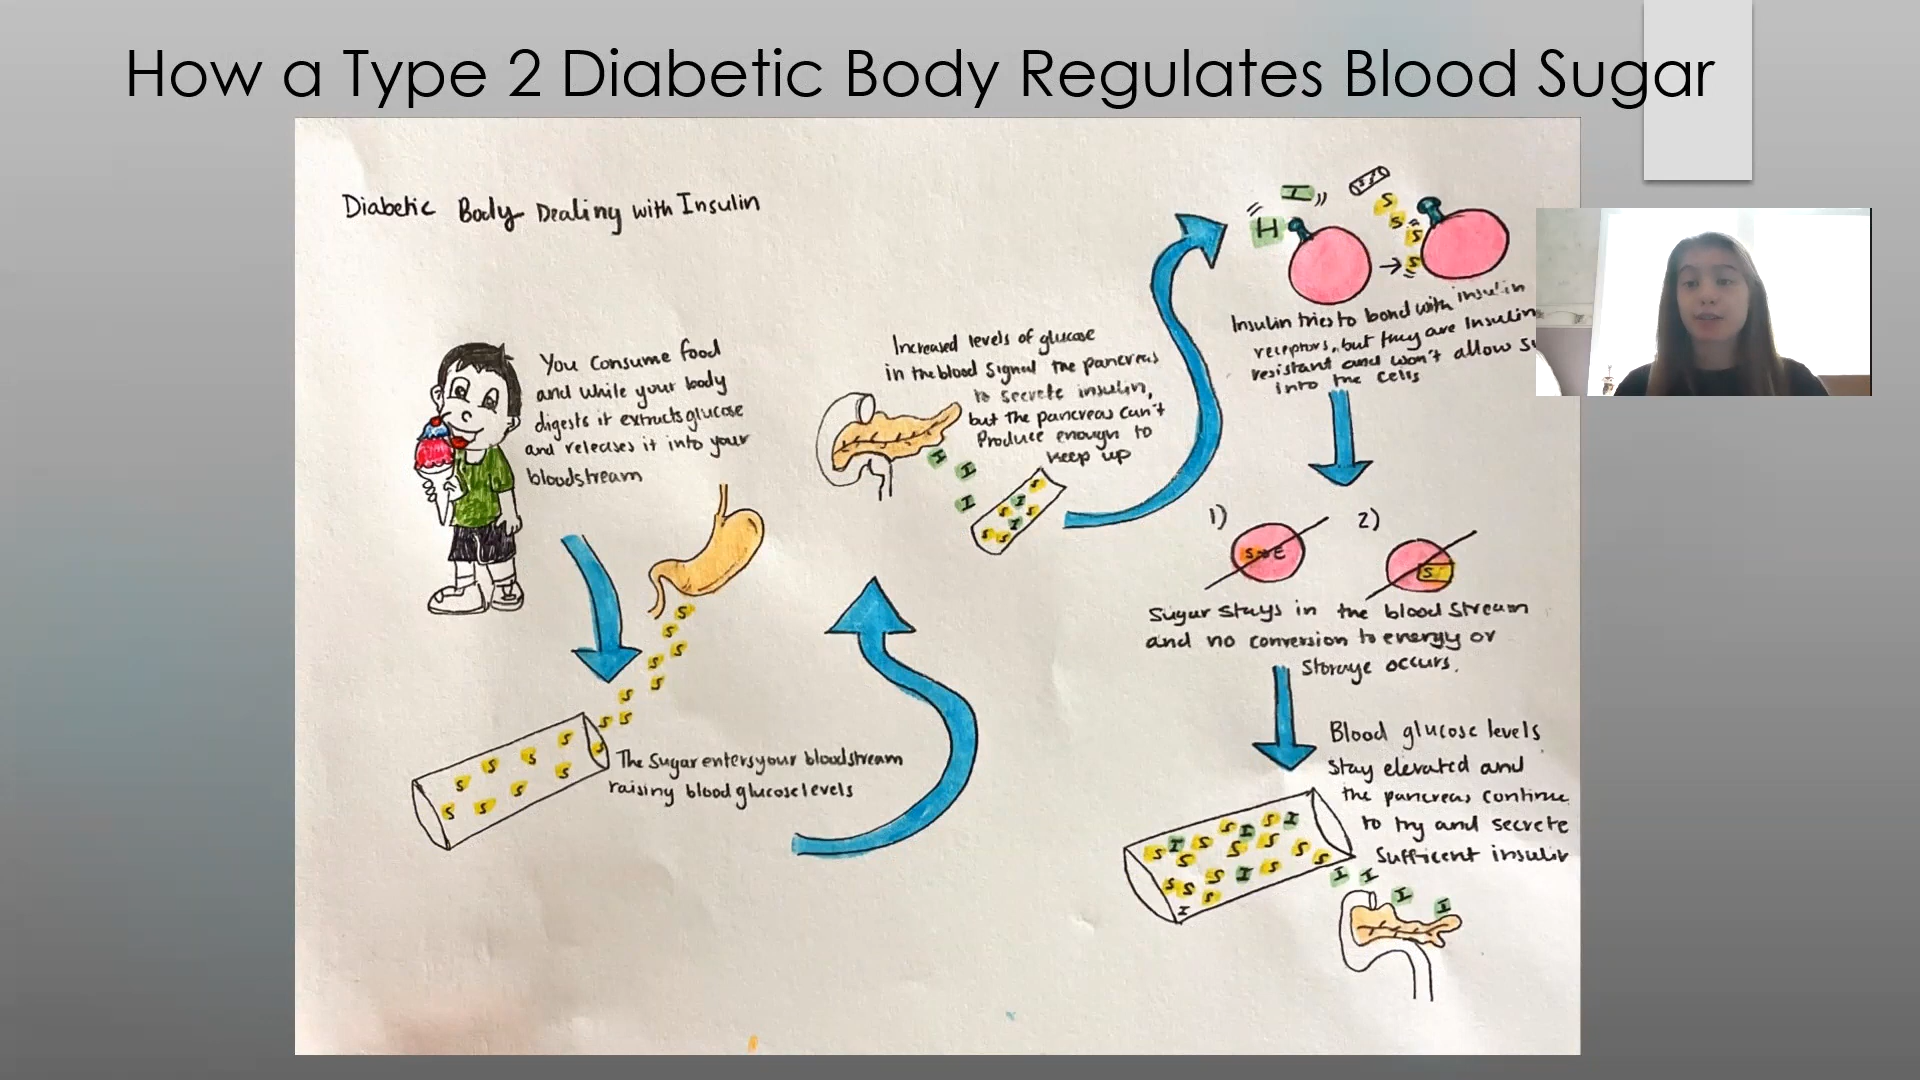 How a Type 2 Diabetic Body Regulates Blood Sugar
Diabetic Body Dealing with Insulin
You consume food
and while your body
digests it extracts glucose
and releases it into your
bloodstream
S
S
S
S
S
S
S S
S
S S S S
S S S S
The Sugar enters your bloodstream
raising blood glucose levels
Increased levels of glucose
in the blood signal the pancreas
to secrete insulin,
but the pancreas can't
Produce enough to
keep up
H I
I
S
S I S
S S I
I
H
S
S
S
S
Insulin tries to bond with insulin
receptors, but they are Insulin
resistant and won't allow
into the cells
1) 2)
S→E
S
Sugar stays in the blood stream
and no conversion to energy or
Storage occurs.
Blood glucose levels
stay elevated and
the pancreas continue
to try and secrete
Sufficent insulin
S I S S I S I
S S S S S
S S S I S
I S
I I
I I